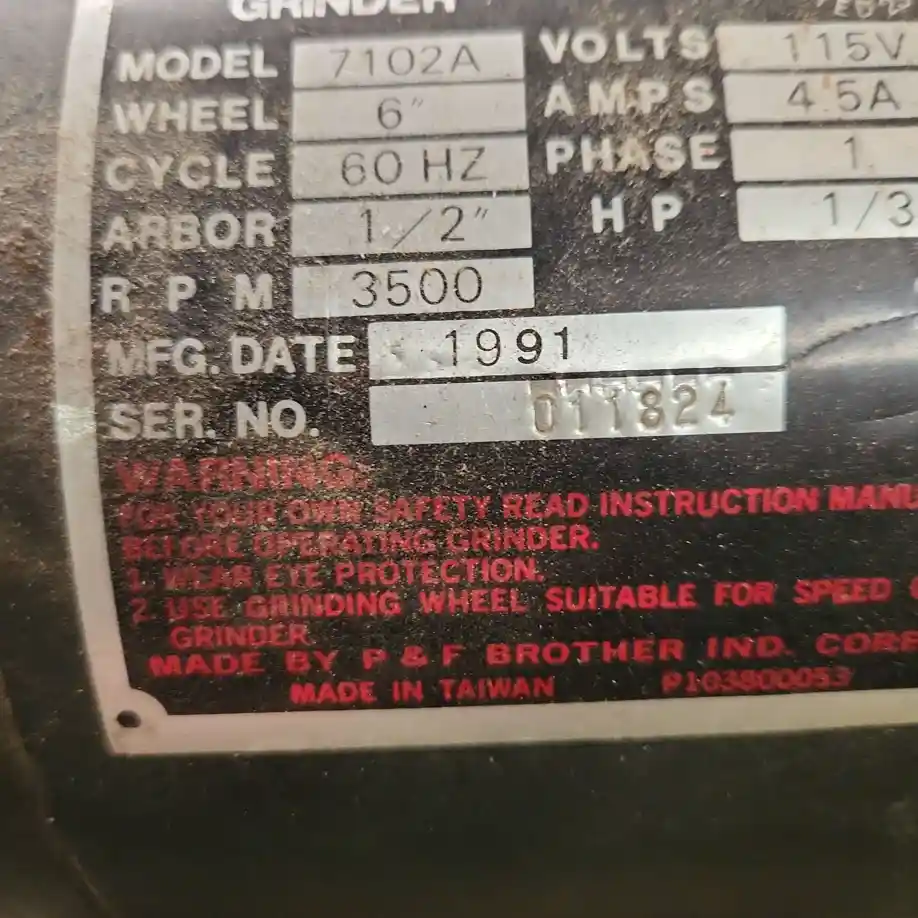 GRINDER
MODEL 7102A VOLTS 115V
WHEEL 6" AMPS 4.5A
CYCLE 60 HZ PHASE 1
ARBOR 1/2" HP 1/3
RPM 3500
MFG. DATE 1991
SER. NO. 011824
WARNING:
FOR YOUR OWN SAFETY READ INSTRUCTION MANU
BEFORE OPERATING GRINDER.
1. WEAR EYE PROTECTION.
2. USE GRINDING WHEEL SUITABLE FOR SPEED
GRINDER
MADE BY P & F BROTHER IND. CORP
MADE IN TAIWAN P103800053